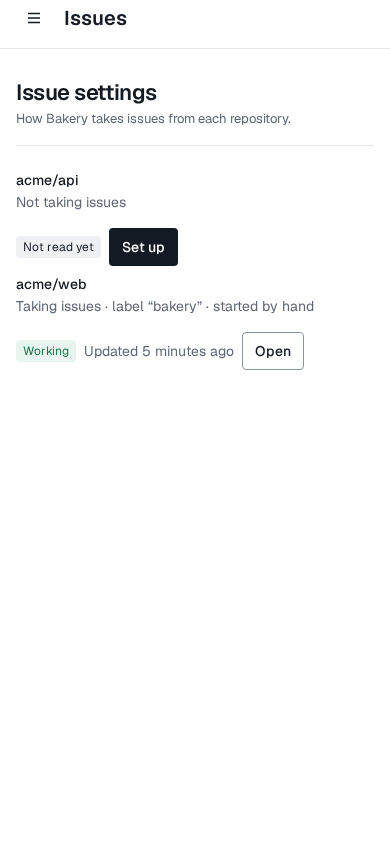 Issues
Issue settings
How Bakery takes issues from each repository.
acme/api
Not taking issues
Not read yet Set up
acme/web
Taking issues · label “bakery” · started by hand
Working Updated 5 minutes ago Open